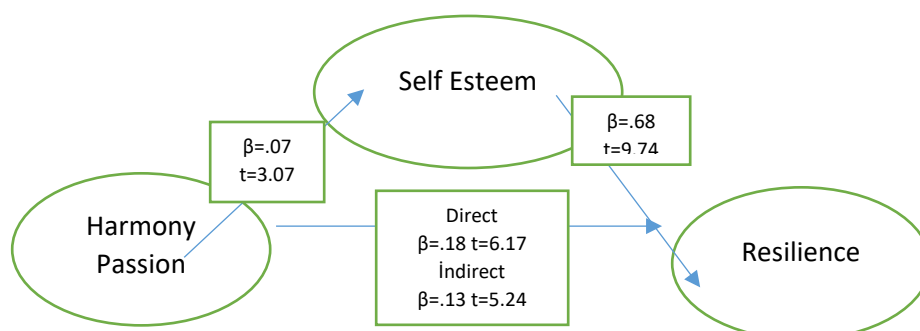 Self Esteem
β=.07
t=3.07
β=.68
t=9.74
Harmony
Passion
Direct
β=.18 t=6.17
İndirect
β=.13 t=5.24
Resilience